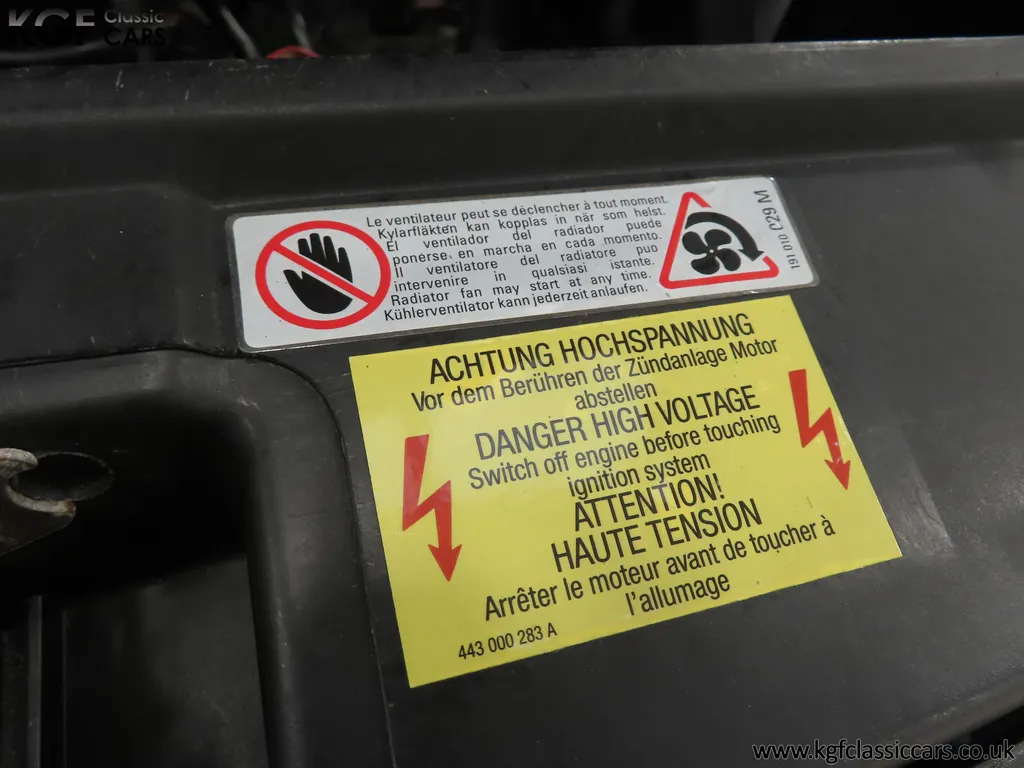 KGF Classic CARS
Le ventilateur peut se déclencher à tout moment.
Kylarfläkten kan kopplas in när som helst.
El ventilador del radiador puede
ponerse en marcha en cada momento.
Il ventilatore del radiatore puo
intervenire in qualsiasi istante.
Radiator fan may start at any time.
Kühlerventilator kann jederzeit anlaufen.
191 010 029 M
ACHTUNG HOCHSPANNUNG
Vor dem Berühren der Zündanlage Motor
abstellen
DANGER HIGH VOLTAGE
Switch off engine before touching
ignition system
ATTENTION!
HAUTE TENSION
Arrêter le moteur avant de toucher à
l'allumage
443 000 283 A
www.kgfclassiccars.co.uk